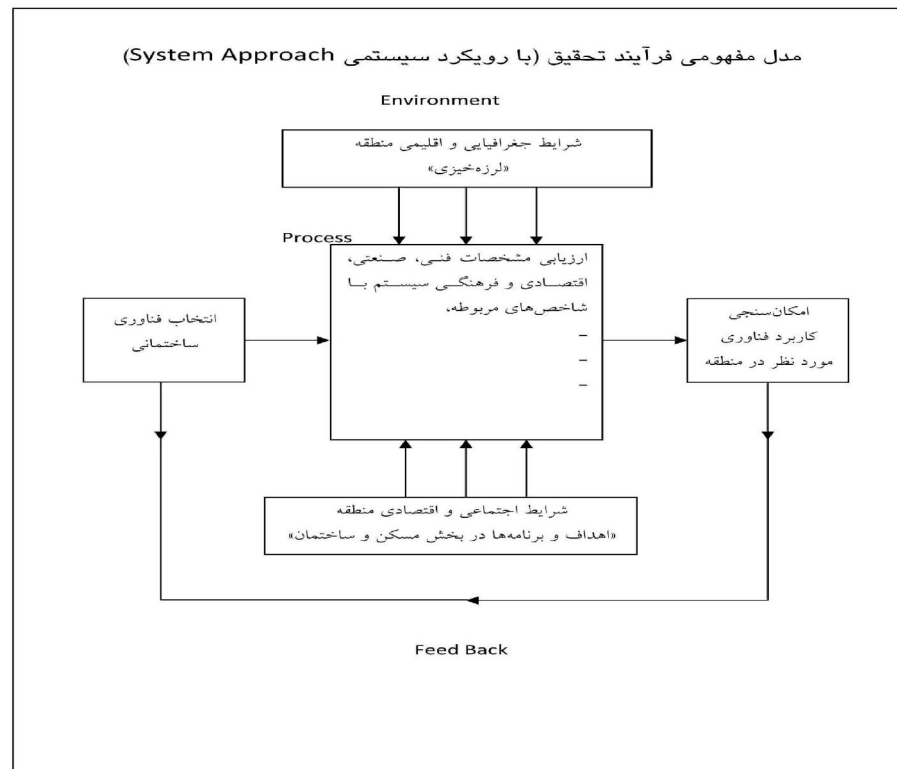 مدل مفهومی فرآیند تحقیق (با رویکرد سیستمی System Approach)
Environment
شرایط جغرافیایی و اقلیمی منطقه
«لرزه‌خیزی»
Process
ارزیابی مشخصات فنی، صنعتی،
اقتصادی و فرهنگی سیستم با
شاخص‌های مربوطه،
–
–
–
انتخاب فناوری
ساختمانی
امکان‌سنجی
کاربرد فناوری
مورد نظر در منطقه
شرایط اجتماعی و اقتصادی منطقه
«اهداف و برنامه‌ها در بخش مسکن و ساختمان»
Feed Back